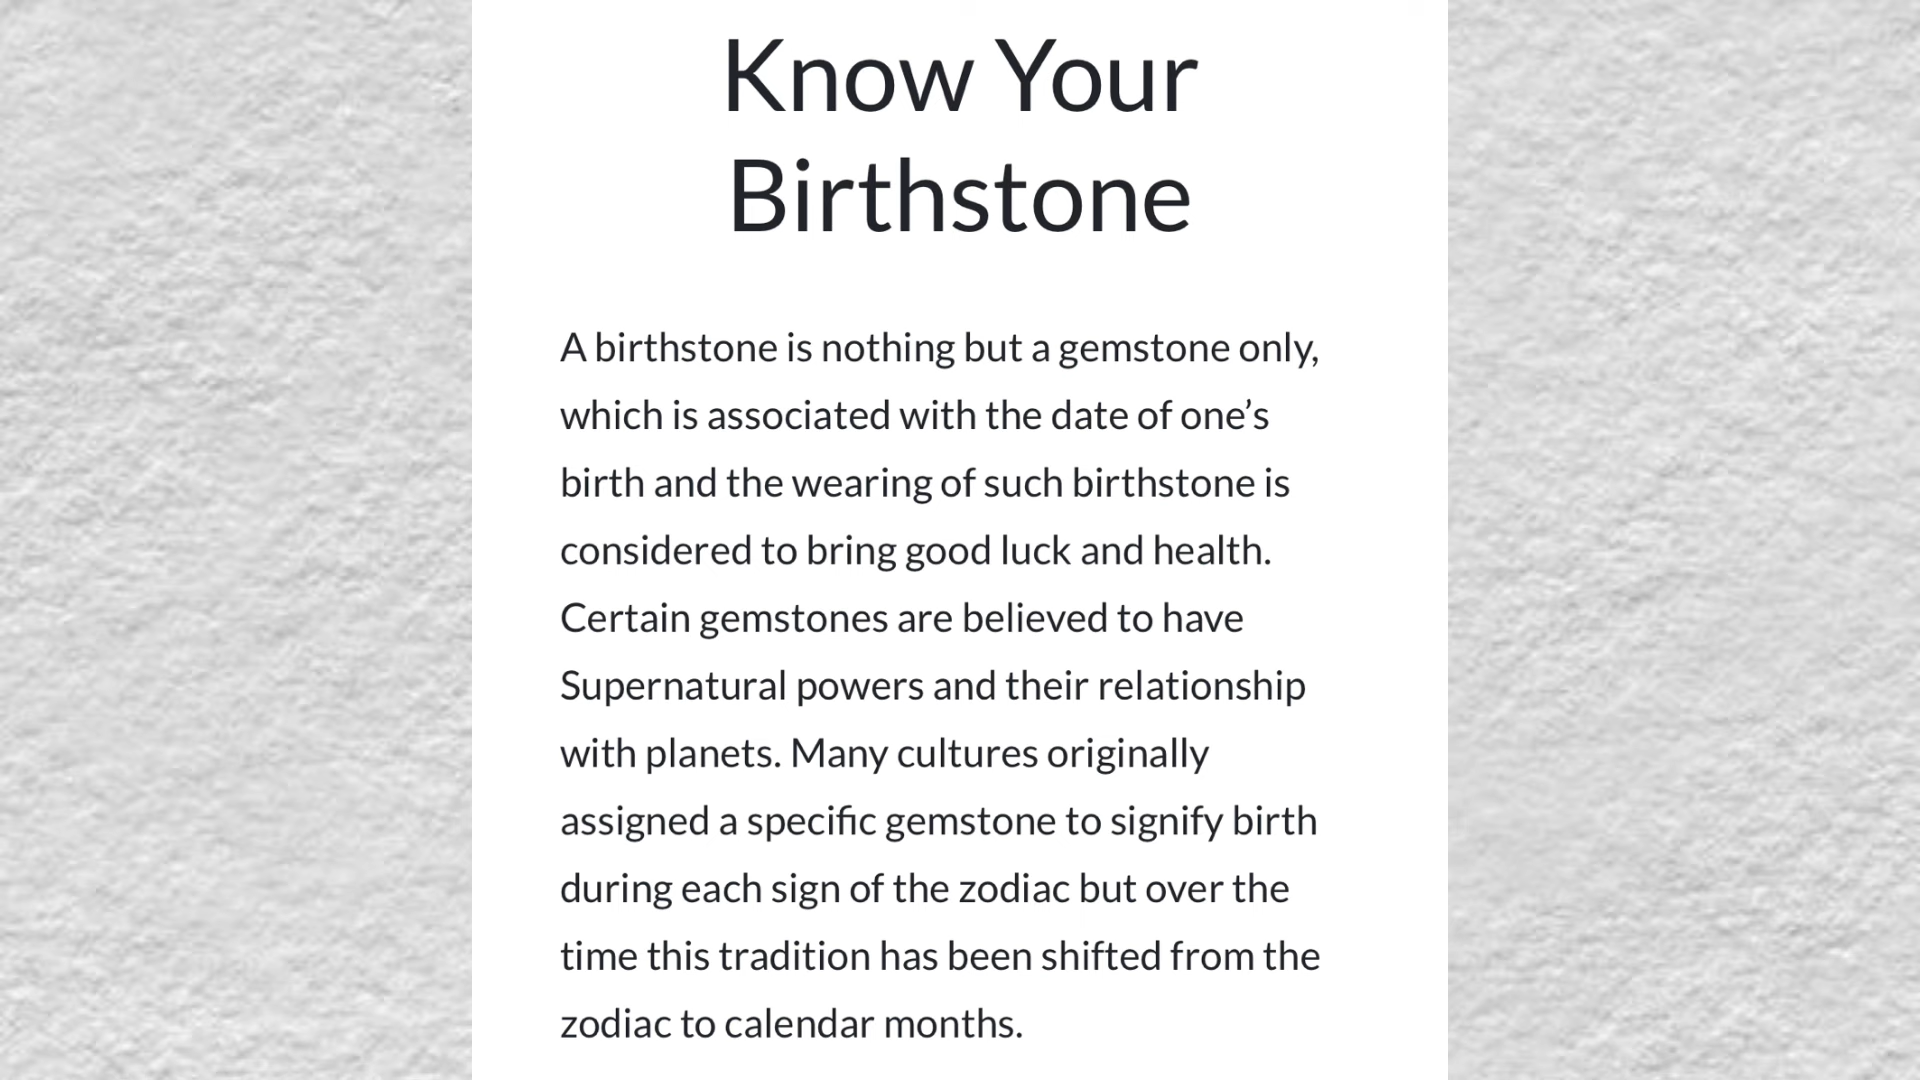 Know Your
Birthstone
A birthstone is nothing but a gemstone only,
which is associated with the date of one’s
birth and the wearing of such birthstone is
considered to bring good luck and health.
Certain gemstones are believed to have
Supernatural powers and their relationship
with planets. Many cultures originally
assigned a specific gemstone to signify birth
during each sign of the zodiac but over the
time this tradition has been shifted from the
zodiac to calendar months.